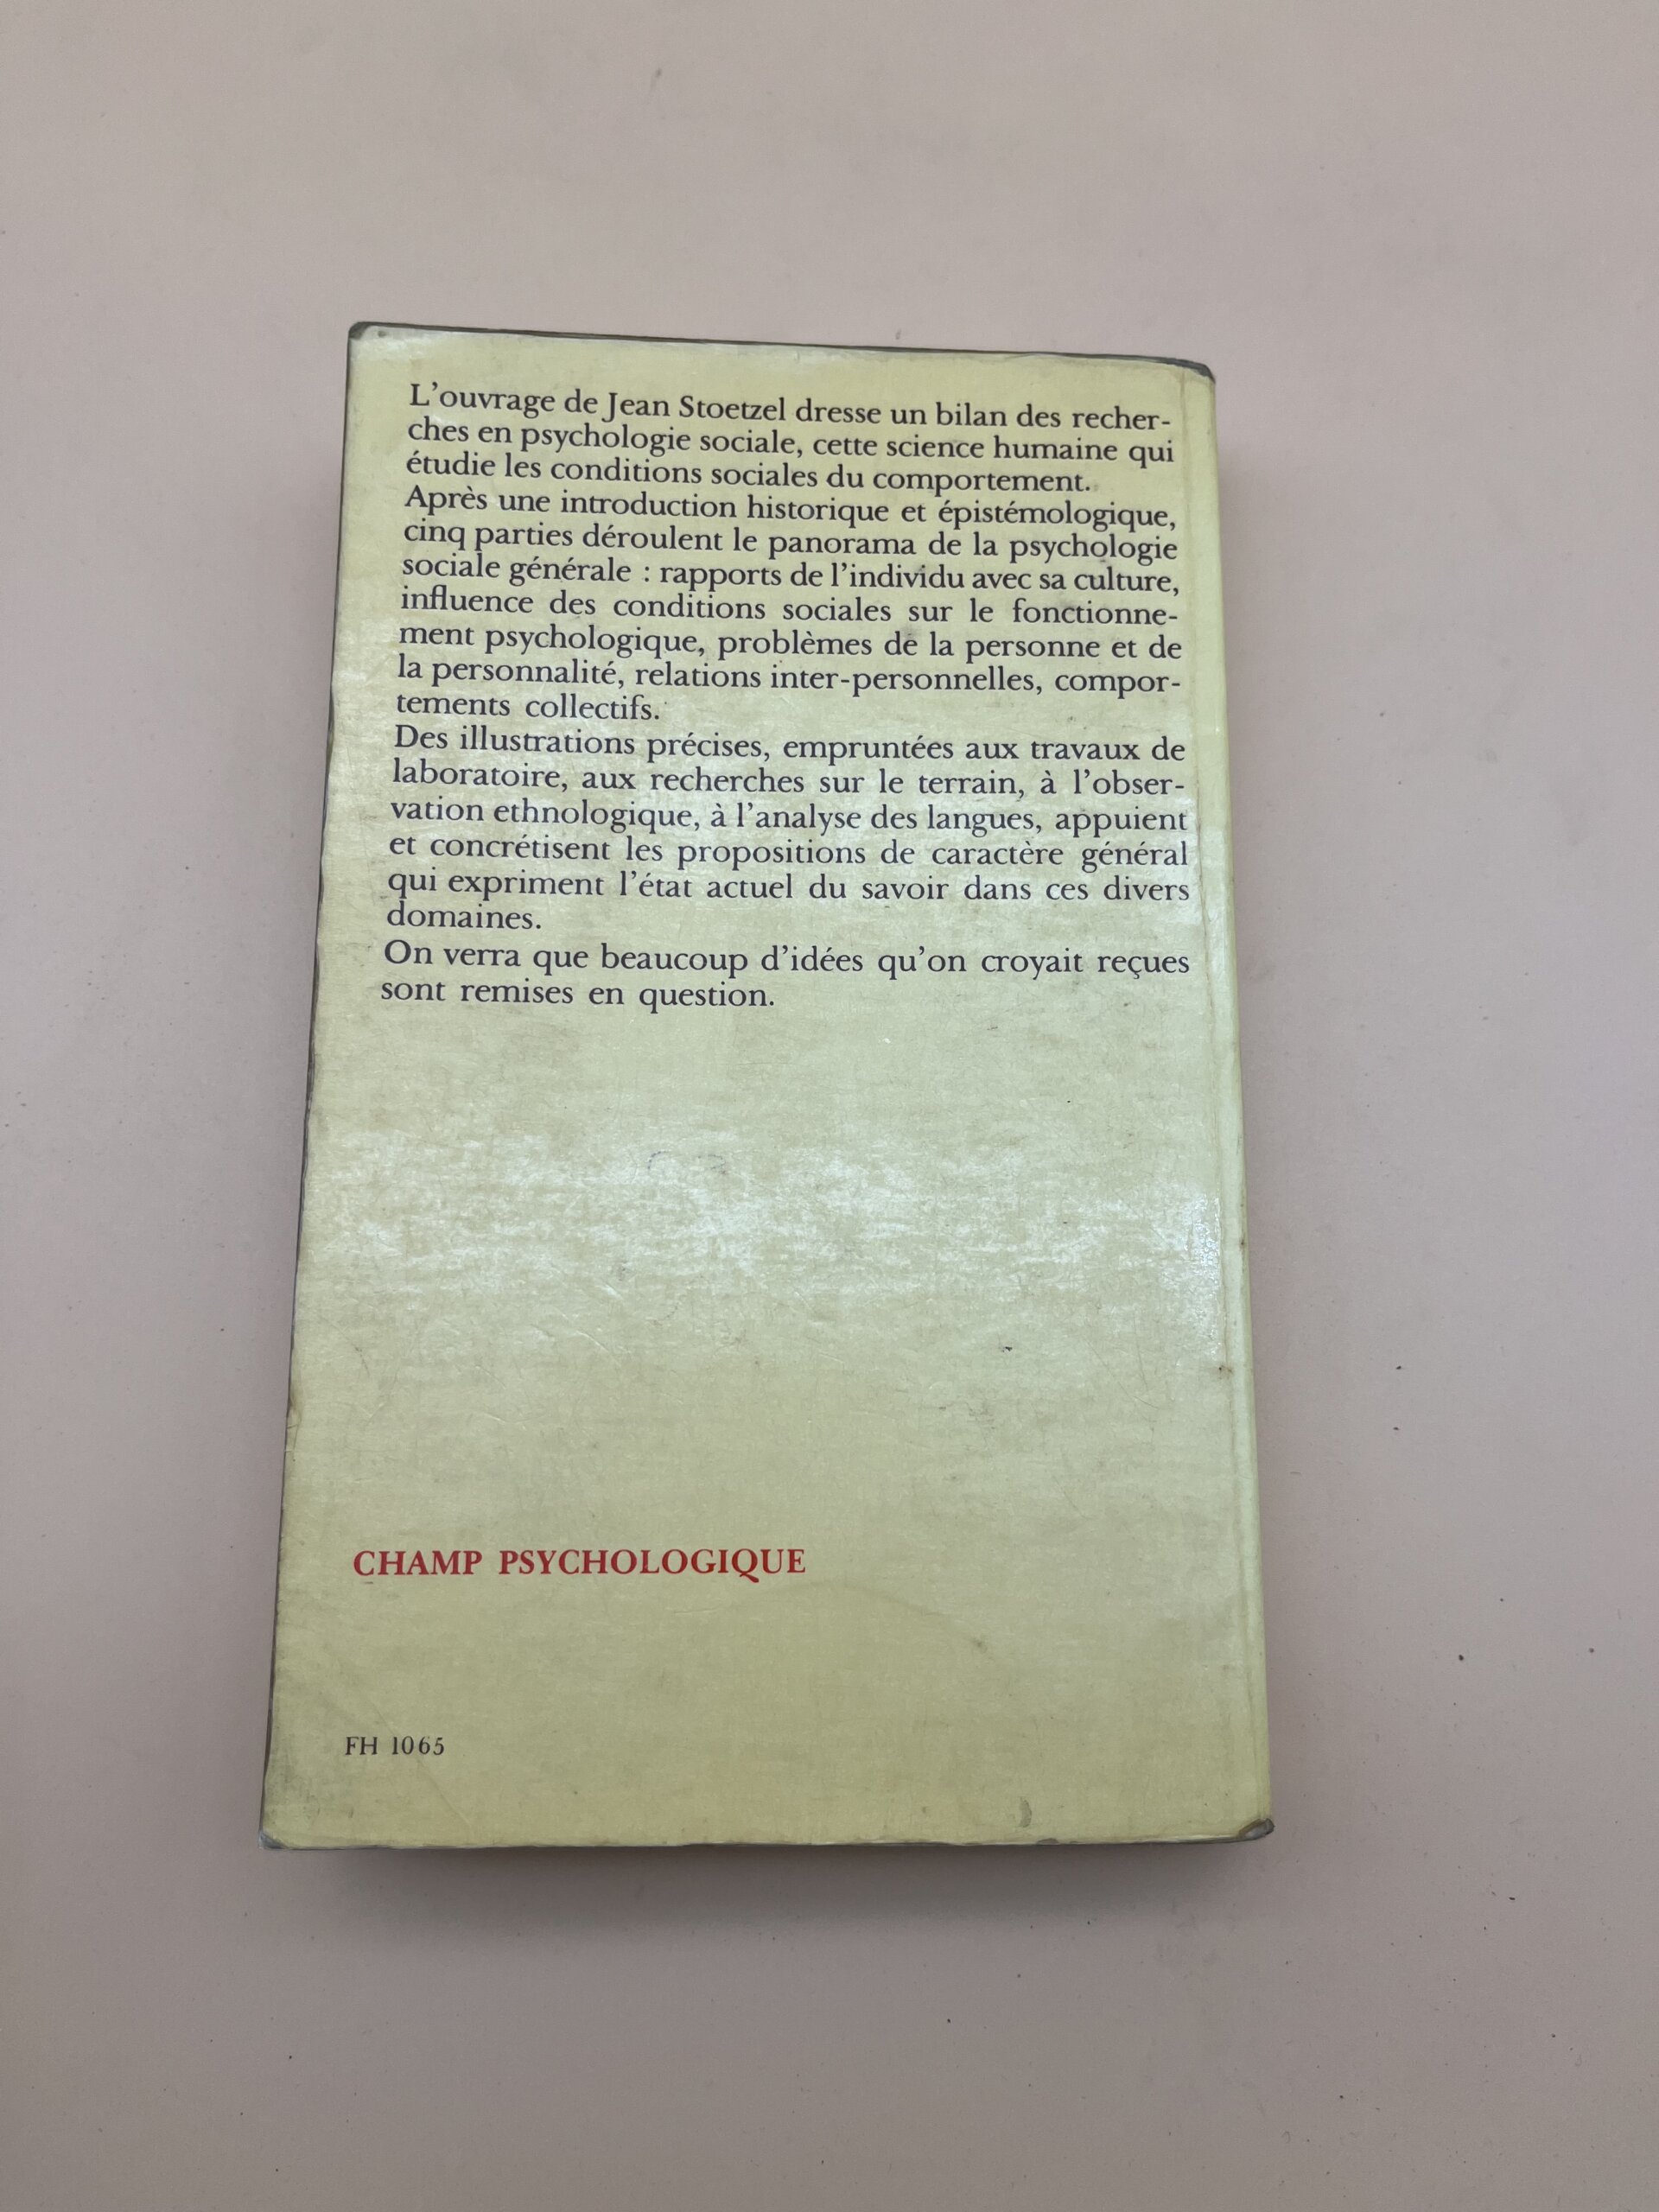 L'ouvrage de Jean Stoetzel dresse un bilan des recher-
ches en psychologie sociale, cette science humaine qui
étudie les conditions sociales du comportement.
Après une introduction historique et épistémologique,
cinq parties déroulent le panorama de la psychologie
sociale générale : rapports de l'individu avec sa culture,
influence des conditions sociales sur le fonctionne-
ment psychologique, problèmes de la personne et de
la personnalité, relations inter-personnelles, compor-
tements collectifs.
Des illustrations précises, empruntées aux travaux de
laboratoire, aux recherches sur le terrain, à l'obser-
vation ethnologique, à l'analyse des langues, appuient
et concrétisent les propositions de caractère général
qui expriment l'état actuel du savoir dans ces divers
domaines.
On verra que beaucoup d'idées qu'on croyait reçues
sont remises en question.
CHAMP PSYCHOLOGIQUE
FH 1065